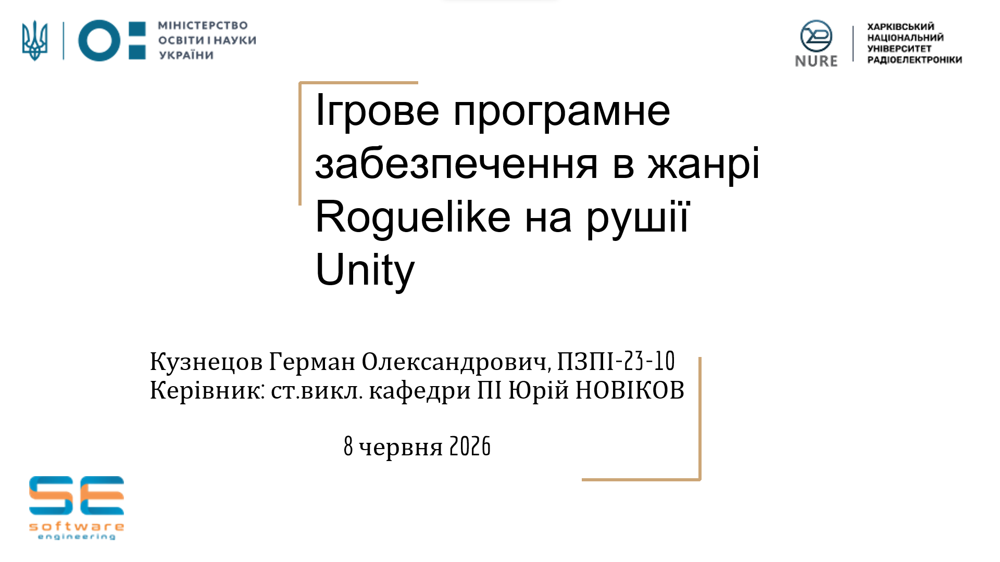 МІНІСТЕРСТВО
ОСВІТИ І НАУКИ
УКРАЇНИ
NURE
ХАРКІВСЬКИЙ
НАЦІОНАЛЬНИЙ
УНІВЕРСИТЕТ
РАДІОЕЛЕКТРОНІКИ
Ігрове програмне
забезпечення в жанрі
Roguelike на рушії
Unity
Кузнецов Герман Олександрович, ПЗПІ-23-10
Керівник: ст.викл. кафедри ПІ Юрій НОВІКОВ
8 червня 2026
SE
software
engineering